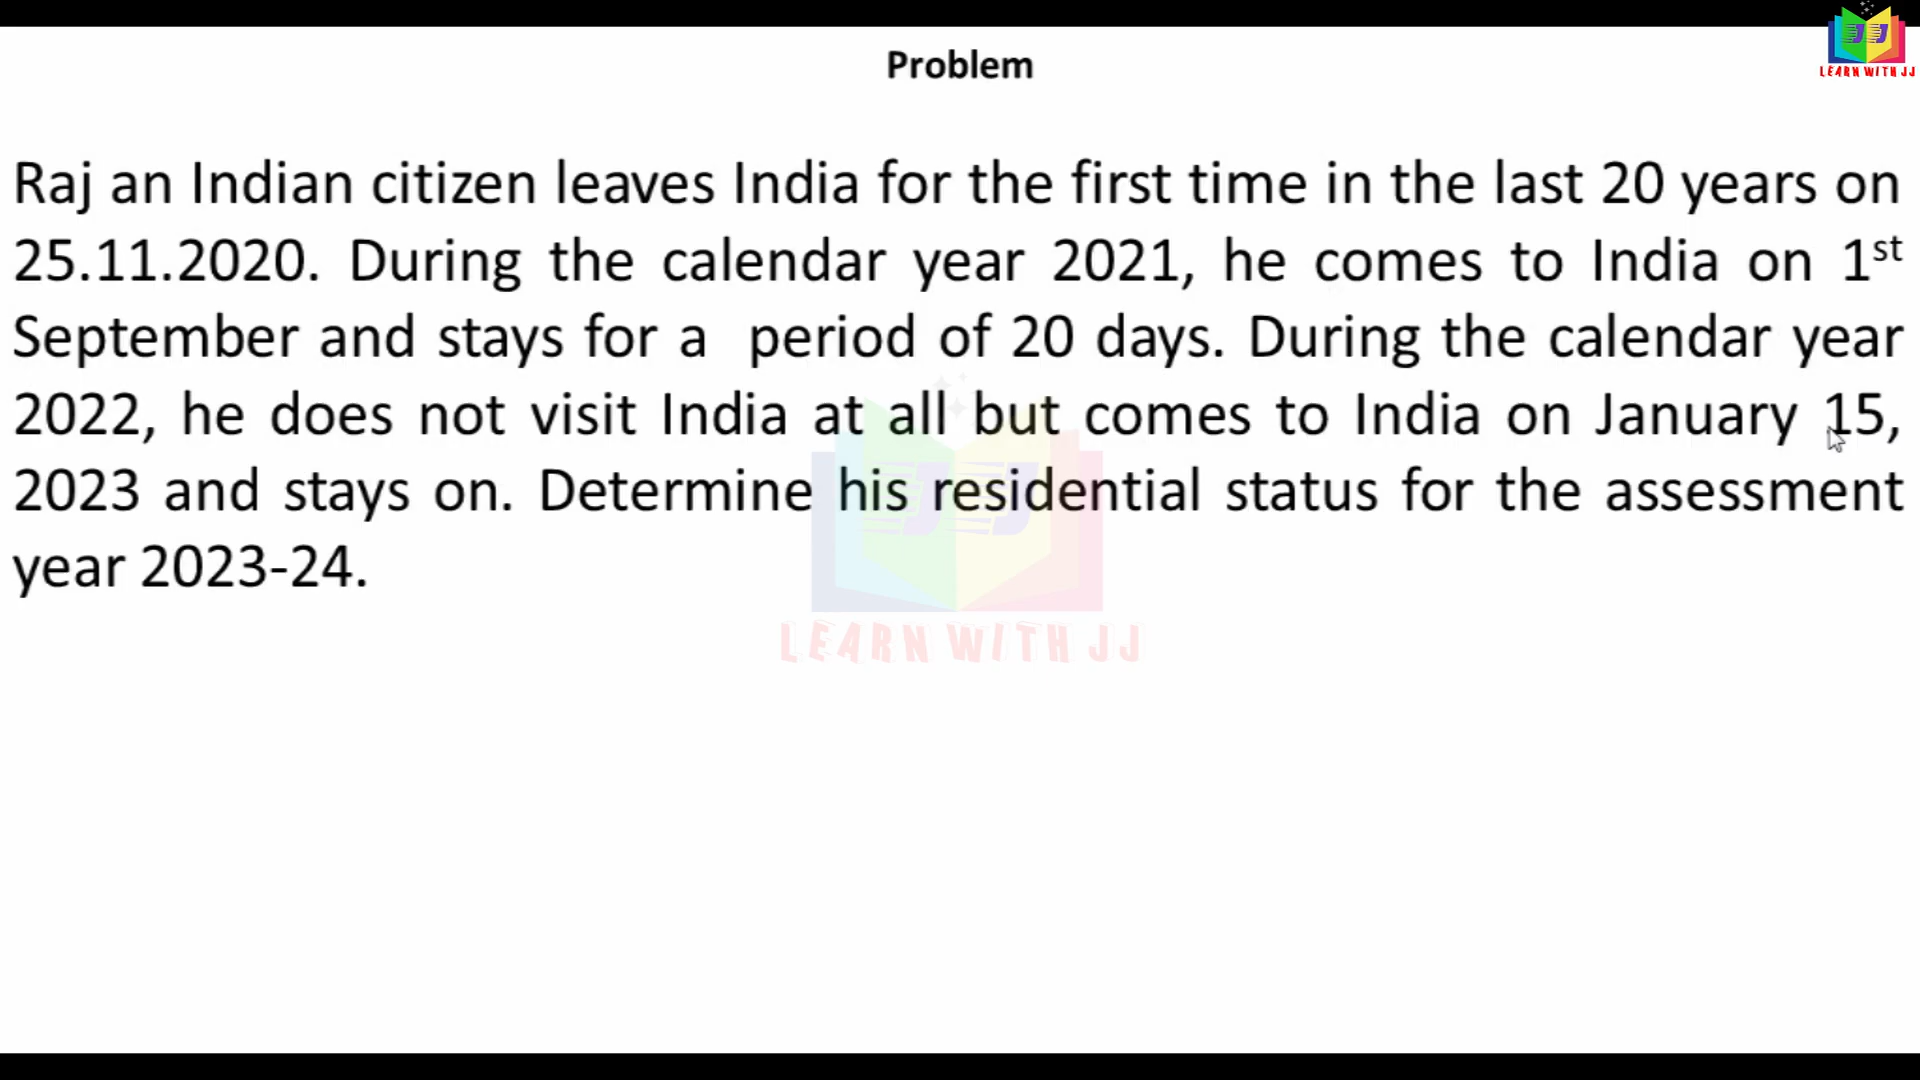 LEARN WITH JJ
Problem
Raj an Indian citizen leaves India for the first time in the last 20 years on
25.11.2020. During the calendar year 2021, he comes to India on 1st
September and stays for a period of 20 days. During the calendar year
2022, he does not visit India at all but comes to India on January 15,
2023 and stays on. Determine his residential status for the assessment
year 2023-24.
JJ
LEARN WITH JJ